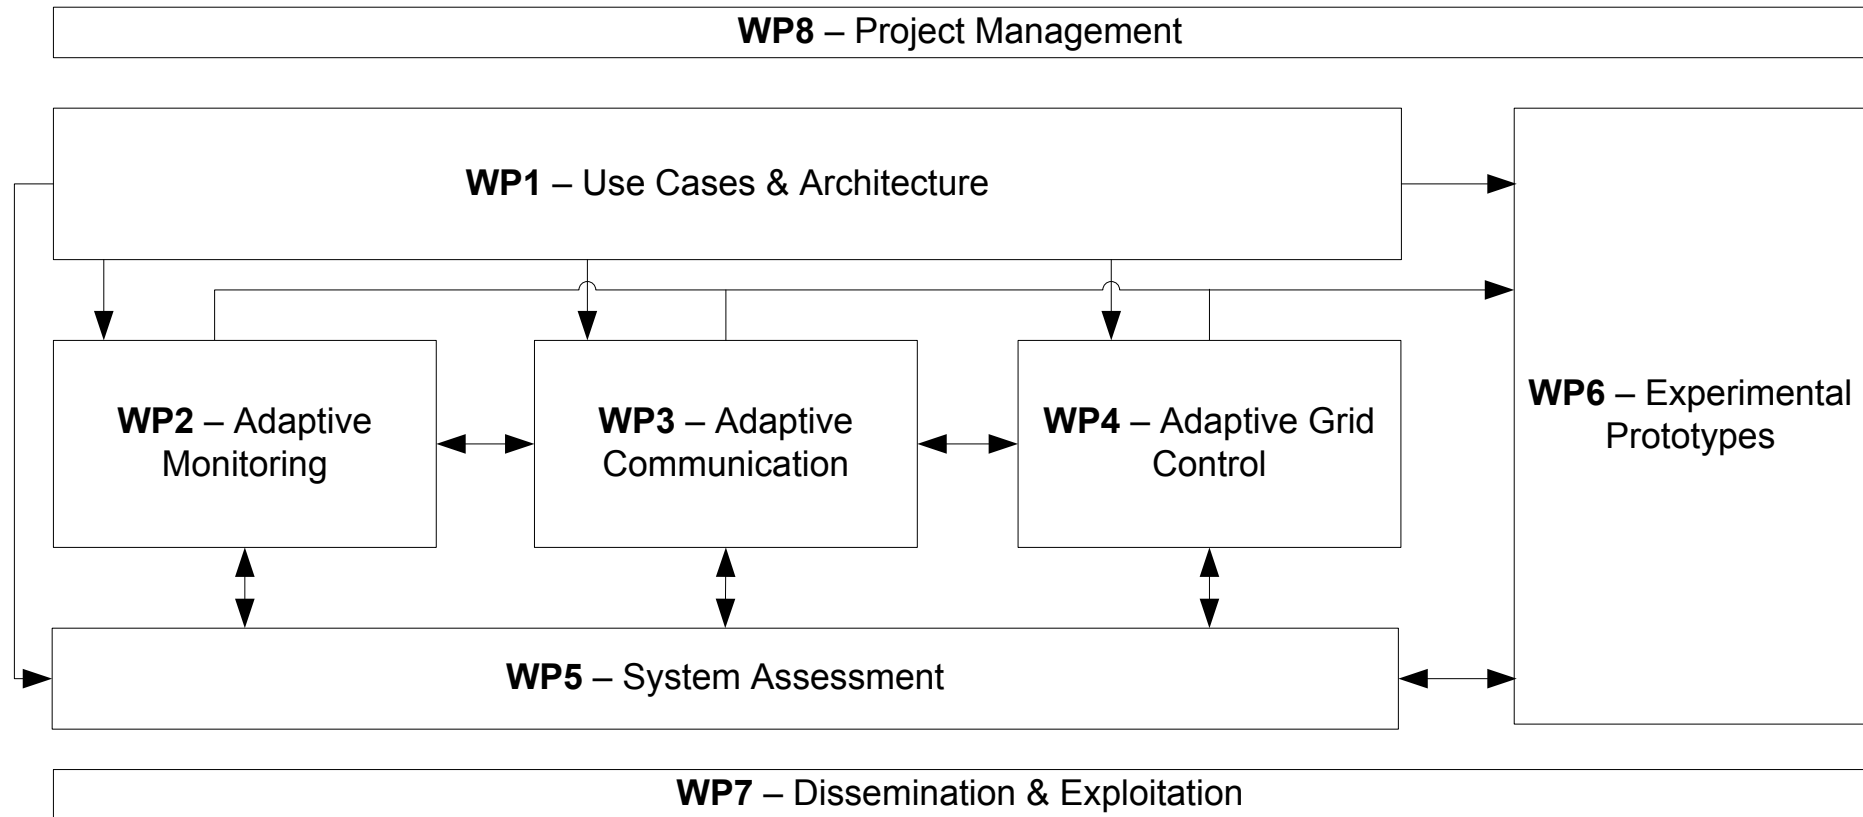 WP8 – Project Management
WP1 – Use Cases & Architecture
WP2 – Adaptive
Monitoring
WP3 – Adaptive
Communication
WP4 – Adaptive Grid
Control
WP6 – Experimental
Prototypes
WP5 – System Assessment
WP7 – Dissemination & Exploitation